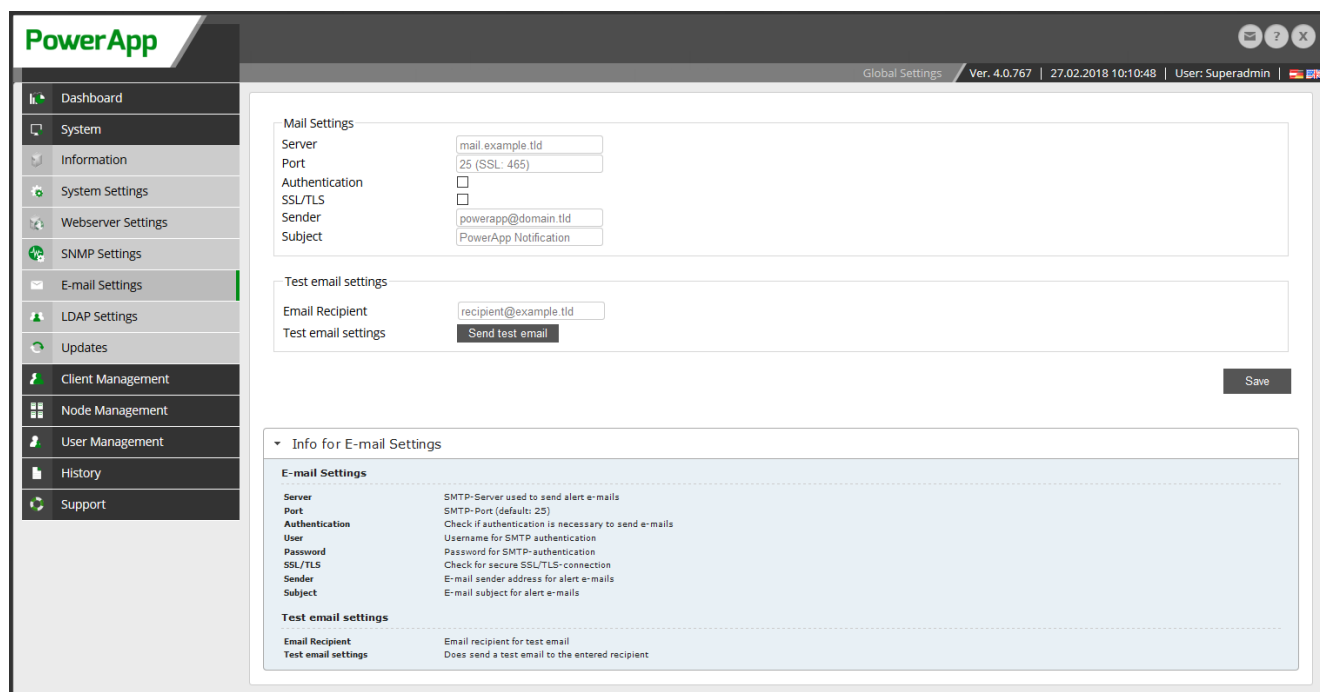 PowerApp
?
X
Global Settings
Ver. 4.0.767 | 27.02.2018 10:10:48 | User: Superadmin |
Dashboard
System
Information
System Settings
Webserver Settings
SNMP Settings
E-mail Settings
LDAP Settings
Updates
Client Management
Node Management
User Management
History
Support
Mail Settings
Server mail.example.tld
Port 25 (SSL: 465)
Authentication
SSL/TLS
Sender powerapp@domain.tld
Subject PowerApp Notification
Test email settings
Email Recipient recipient@example.tld
Test email settings Send test email
Save
Info for E-mail Settings
E-mail Settings
Server SMTP-Server used to send alert e-mails
Port SMTP-Port (default: 25)
Authentication Check if authentication is necessary to send e-mails
User Username for SMTP authentication
Password Password for SMTP-authentication
SSL/TLS Check for secure SSL/TLS-connection
Sender E-mail sender address for alert e-mails
Subject E-mail subject for alert e-mails
Test email settings
Email Recipient Email recipient for test email
Test email settings Does send a test email to the entered recipient